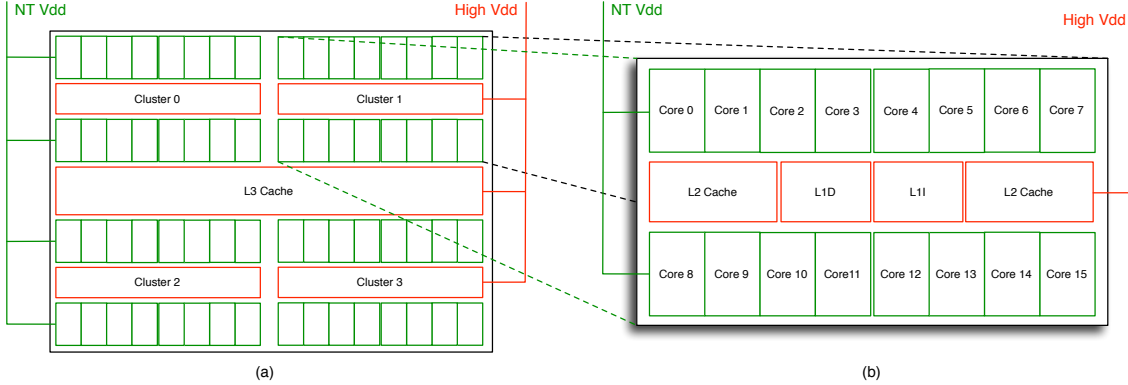 NT Vdd
High Vdd
Cluster 0
Cluster 1
L3 Cache
Cluster 2
Cluster 3
(a)
NT Vdd
High Vdd
Core 0
Core 1
Core 2
Core 3
Core 4
Core 5
Core 6
Core 7
L2 Cache
L1D
L1I
L2 Cache
Core 8
Core 9
Core 10
Core11
Core 12
Core 13
Core 14
Core 15
(b)